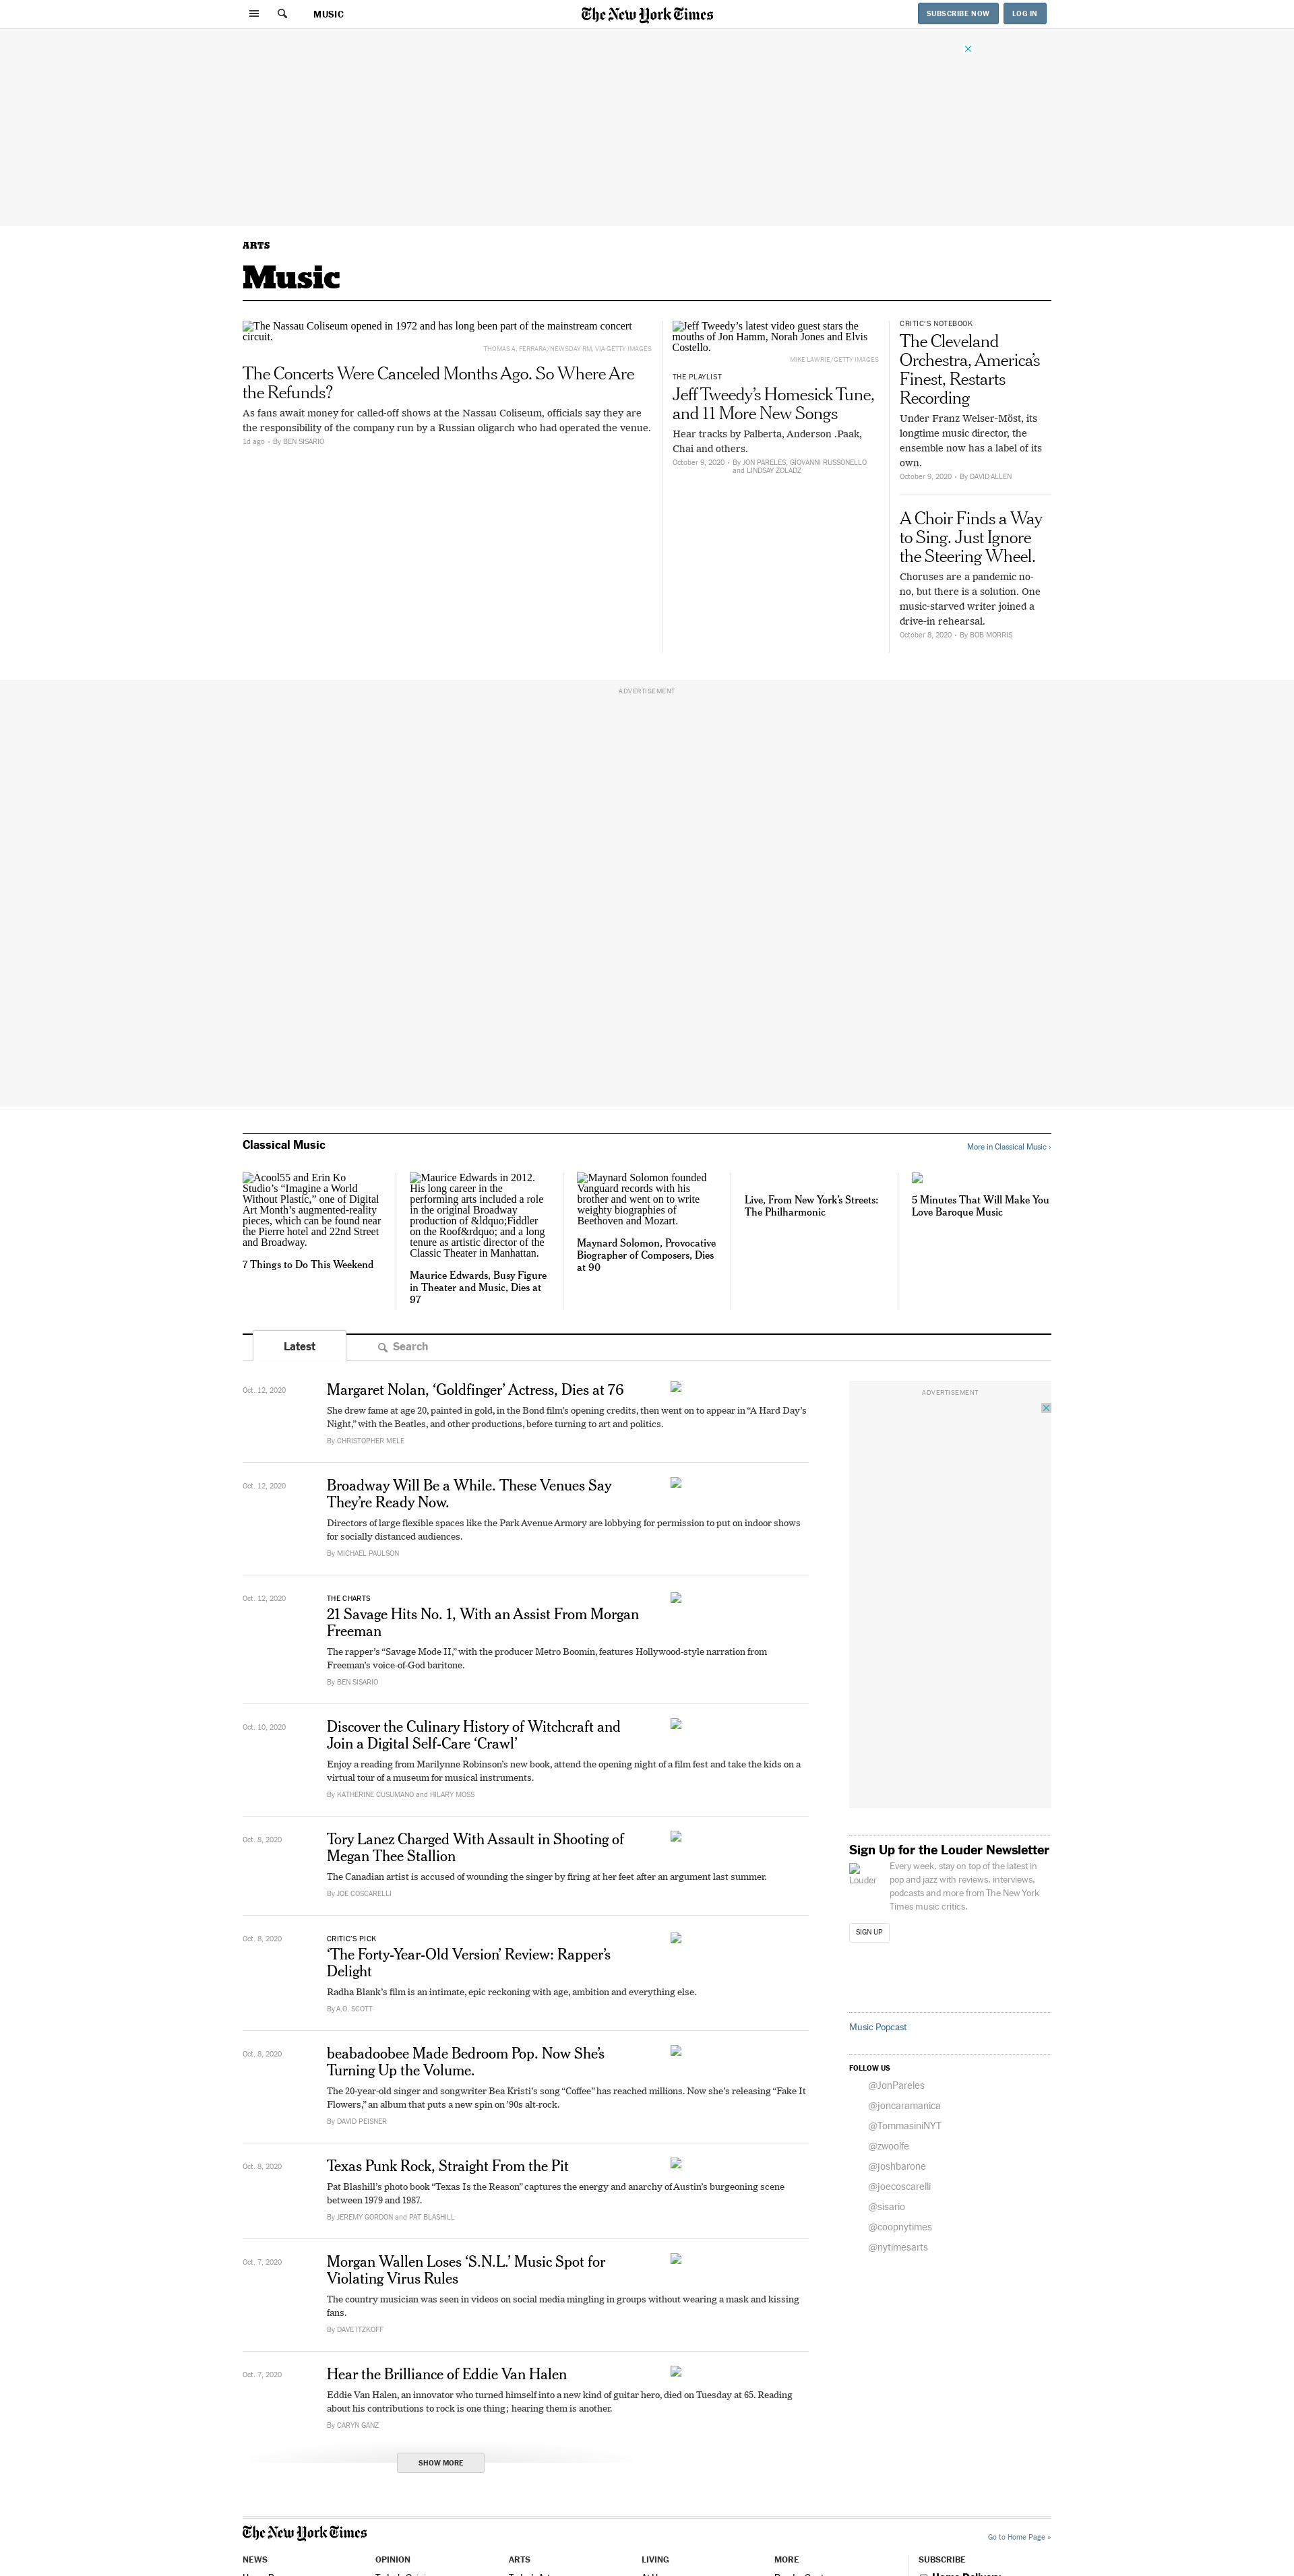 MUSIC
The New York Times
SUBSCRIBE NOW
LOG IN
ARTS
Music
The Nassau Coliseum opened in 1972 and has long been part of the mainstream concert
circuit.
THOMAS A. FERRARA/NEWSDAY RM, VIA GETTY IMAGES
The Concerts Were Canceled Months Ago. So Where Are
the Refunds?
As fans await money for called-off shows at the Nassau Coliseum, officials say they are
the responsibility of the company run by a Russian oligarch who had operated the venue.
1d ago - By BEN SISARIO
Jeff Tweedy’s latest video guest stars the
mouths of Jon Hamm, Norah Jones and Elvis
Costello.
MIKE LAWRIE/GETTY IMAGES
THE PLAYLIST
Jeff Tweedy’s Homesick Tune,
and 11 More New Songs
Hear tracks by Palberta, Anderson .Paak,
Chai and others.
October 9, 2020 - By JON PARELES, GIOVANNI RUSSONELLO
and LINDSAY ZOLADZ
CRITIC’S NOTEBOOK
The Cleveland
Orchestra, America’s
Finest, Restarts
Recording
Under Franz Welser-Möst, its
longtime music director, the
ensemble now has a label of its
own.
October 9, 2020 - By DAVID ALLEN
A Choir Finds a Way
to Sing. Just Ignore
the Steering Wheel.
Choruses are a pandemic no-
no, but there is a solution. One
music-starved writer joined a
drive-in rehearsal.
October 8, 2020 - By BOB MORRIS
ADVERTISEMENT
Classical Music
More in Classical Music ›
Acool55 and Erin Ko
Studio’s “Imagine a World
Without Plastic,” one of Digital
Art Month’s augmented-reality
pieces, which can be found near
the Pierre hotel and 22nd Street
and Broadway.
7 Things to Do This Weekend
Maurice Edwards in 2012.
His long career in the
performing arts included a role
in the original Broadway
production of &ldquo;Fiddler
on the Roof&rdquo; and a long
tenure as artistic director of the
Classic Theater in Manhattan.
Maurice Edwards, Busy Figure
in Theater and Music, Dies at
97
Maynard Solomon founded
Vanguard records with his
brother and went on to write
weighty biographies of
Beethoven and Mozart.
Maynard Solomon, Provocative
Biographer of Composers, Dies
at 90
Live, From New York’s Streets:
The Philharmonic
5 Minutes That Will Make You
Love Baroque Music
Latest
Search
Oct. 12, 2020
Margaret Nolan, ‘Goldfinger’ Actress, Dies at 76
She drew fame at age 20, painted in gold, in the Bond film’s opening credits, then went on to appear in “A Hard Day’s
Night,” with the Beatles, and other productions, before turning to art and politics.
By CHRISTOPHER MELE
Oct. 12, 2020
Broadway Will Be a While. These Venues Say
They’re Ready Now.
Directors of large flexible spaces like the Park Avenue Armory are lobbying for permission to put on indoor shows
for socially distanced audiences.
By MICHAEL PAULSON
Oct. 12, 2020
THE CHARTS
21 Savage Hits No. 1, With an Assist From Morgan
Freeman
The rapper’s “Savage Mode II,” with the producer Metro Boomin, features Hollywood-style narration from
Freeman’s voice-of-God baritone.
By BEN SISARIO
Oct. 10, 2020
Discover the Culinary History of Witchcraft and
Join a Digital Self-Care ‘Crawl’
Enjoy a reading from Marilynne Robinson’s new book, attend the opening night of a film fest and take the kids on a
virtual tour of a museum for musical instruments.
By KATHERINE CUSUMANO and HILARY MOSS
Oct. 8, 2020
Tory Lanez Charged With Assault in Shooting of
Megan Thee Stallion
The Canadian artist is accused of wounding the singer by firing at her feet after an argument last summer.
By JOE COSCARELLI
Oct. 8, 2020
CRITIC’S PICK
‘The Forty-Year-Old Version’ Review: Rapper’s
Delight
Radha Blank’s film is an intimate, epic reckoning with age, ambition and everything else.
By A.O. SCOTT
Oct. 8, 2020
beabadoobee Made Bedroom Pop. Now She’s
Turning Up the Volume.
The 20-year-old singer and songwriter Bea Kristi’s song “Coffee” has reached millions. Now she’s releasing “Fake It
Flowers,” an album that puts a new spin on ’90s alt-rock.
By DAVID PEISNER
Oct. 8, 2020
Texas Punk Rock, Straight From the Pit
Pat Blashill’s photo book “Texas Is the Reason” captures the energy and anarchy of Austin’s burgeoning scene
between 1979 and 1987.
By JEREMY GORDON and PAT BLASHILL
Oct. 7, 2020
Morgan Wallen Loses ‘S.N.L.’ Music Spot for
Violating Virus Rules
The country musician was seen in videos on social media mingling in groups without wearing a mask and kissing
fans.
By DAVE ITZKOFF
Oct. 7, 2020
Hear the Brilliance of Eddie Van Halen
Eddie Van Halen, an innovator who turned himself into a new kind of guitar hero, died on Tuesday at 65. Reading
about his contributions to rock is one thing; hearing them is another.
By CARYN GANZ
SHOW MORE
ADVERTISEMENT
Sign Up for the Louder Newsletter
Louder
Every week, stay on top of the latest in
pop and jazz with reviews, interviews,
podcasts and more from The New York
Times music critics.
SIGN UP
Music Popcast
FOLLOW US
@JonPareles
@joncaramanica
@TommasiniNYT
@zwoolfe
@joshbarone
@joecoscarelli
@sisario
@coopnytimes
@nytimesarts
The New York Times
Go to Home Page »
NEWS
OPINION
ARTS
LIVING
MORE
SUBSCRIBE